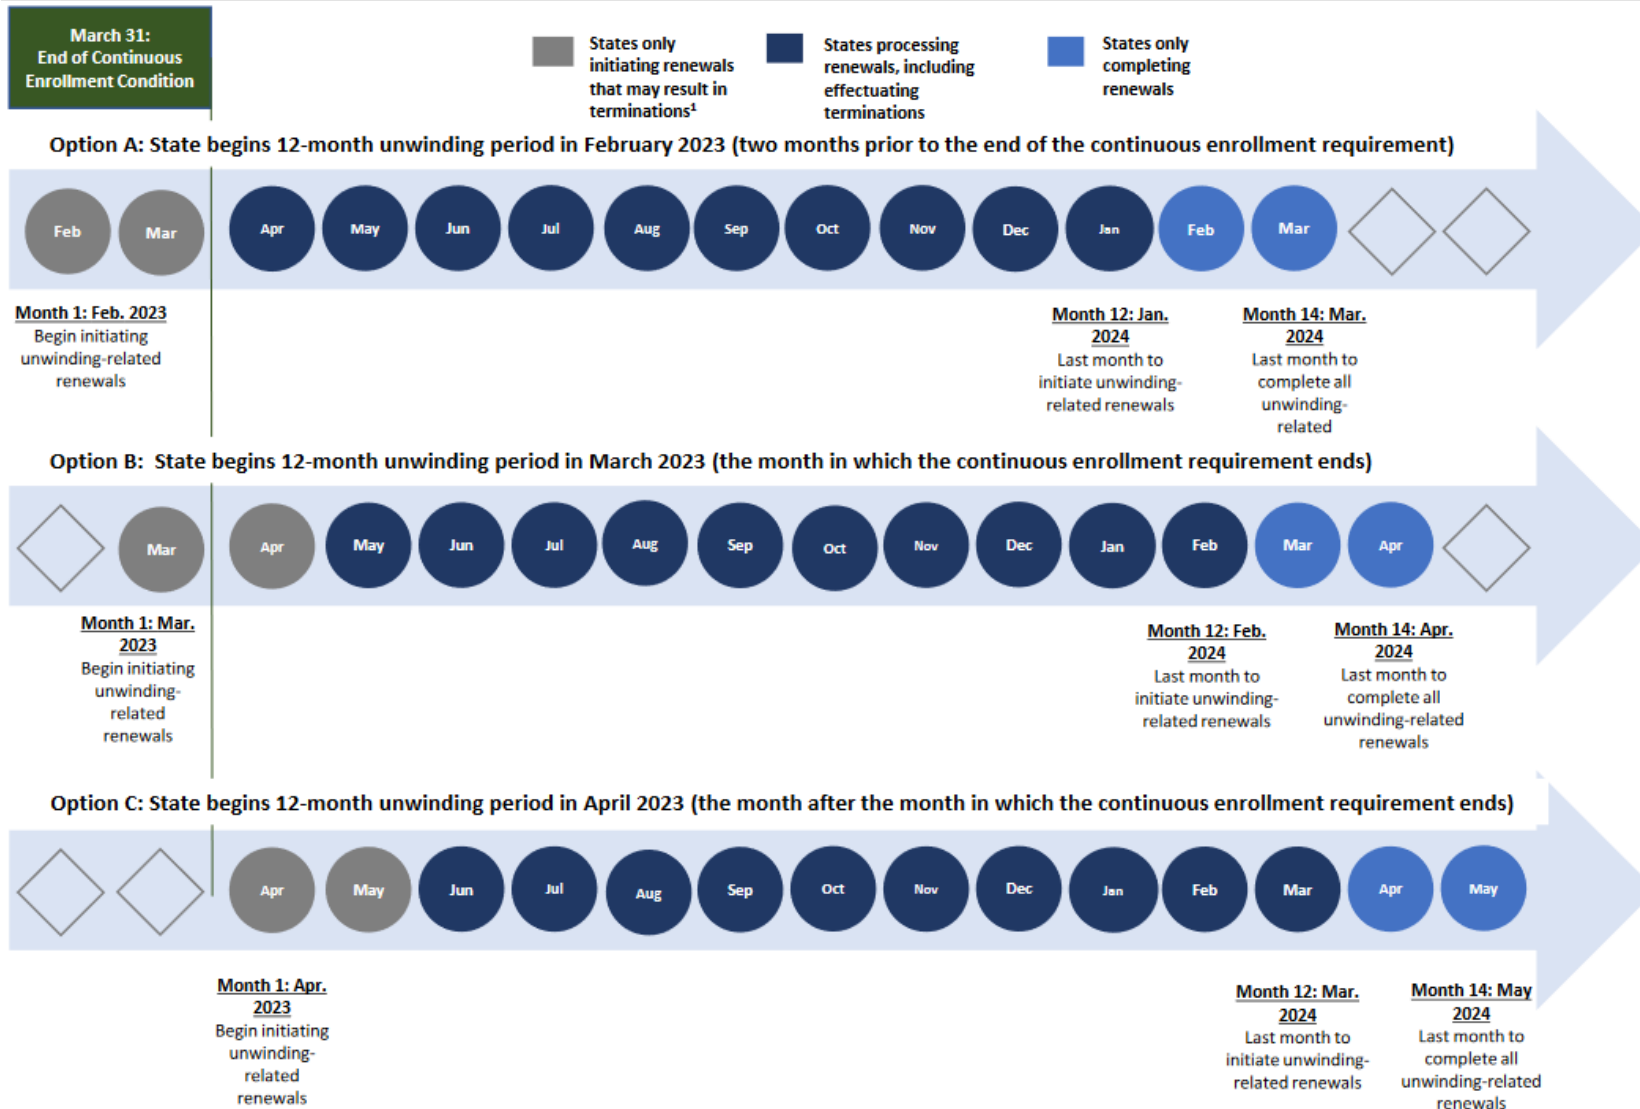 March 31:
End of Continuous
Enrollment Condition
States only
initiating renewals
that may result in
terminations¹
States processing
renewals, including
effectuating
terminations
States only
completing
renewals
Option A: State begins 12-month unwinding period in February 2023 (two months prior to the end of the continuous enrollment requirement)
Feb Mar Apr May Jun Jul Aug Sep Oct Nov Dec Jan Feb Mar
Month 1: Feb. 2023
Begin initiating
unwinding-related
renewals
Month 12: Jan.
2024
Last month to
initiate unwinding-
related renewals
Month 14: Mar.
2024
Last month to
complete all
unwinding-
related
Option B:  State begins 12-month unwinding period in March 2023 (the month in which the continuous enrollment requirement ends)
Mar Apr May Jun Jul Aug Sep Oct Nov Dec Jan Feb Mar Apr
Month 1: Mar.
2023
Begin initiating
unwinding-
related
renewals
Month 12: Feb.
2024
Last month to
initiate unwinding-
related renewals
Month 14: Apr.
2024
Last month to
complete all
unwinding-related
renewals
Option C: State begins 12-month unwinding period in April 2023 (the month after the month in which the continuous enrollment requirement ends)
Apr May Jun Jul Aug Sep Oct Nov Dec Jan Feb Mar Apr May
Month 1: Apr.
2023
Begin initiating
unwinding-
related
renewals
Month 12: Mar.
2024
Last month to
initiate unwinding-
related renewals
Month 14: May
2024
Last month to
complete all
unwinding-related
renewals